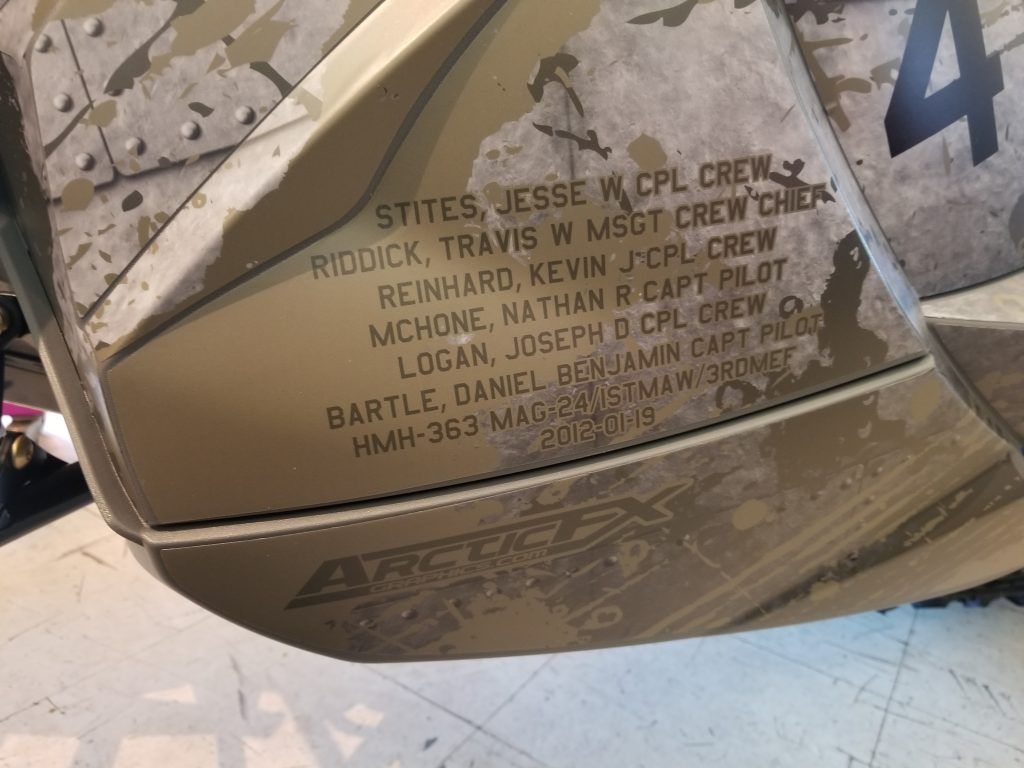 4
STITES, JESSE W CPL CREW
RIDDICK, TRAVIS W MSGT CREW CHIEF
REINHARD, KEVIN J CPL CREW
MCHONE, NATHAN R CAPT PILOT
LOGAN, JOSEPH D CPL CREW
BARTLE, DANIEL BENJAMIN CAPT PILOT
HMH-363 MAG-24/1STMAW/3RDMEF
2012-01-19
ARCTICFX
GRAPHICS.COM